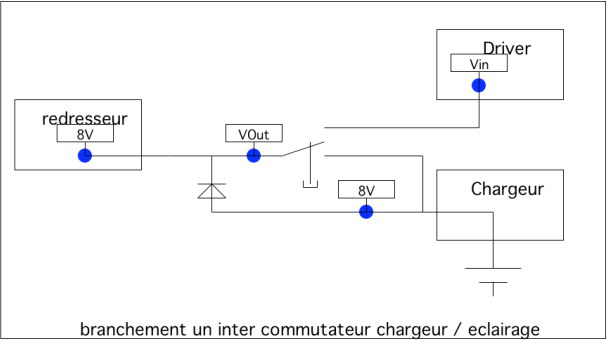 Driver
Vin
redresseur
8V
VOut
8V
Chargeur
branchement un inter commutateur chargeur / eclairage